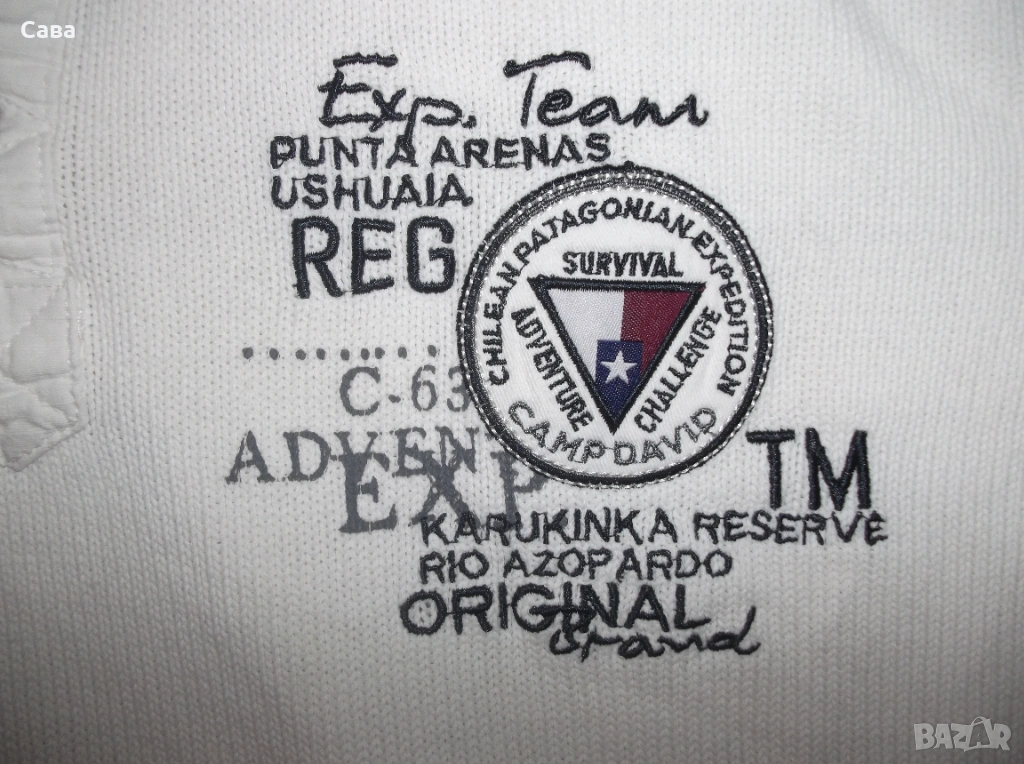 Сава
Exp. Team
PUNTA ARENAS
USHUAIA
REG
CHILEAN PATAGONIAN EXPEDITION
SURVIVAL
ADVENTURE
CHALLENGE
CAMP DAVID
C-63
ADVENT
EXP
TM
KARUKINKA RESERVE
RIO AZOPARDO
ORIGINAL
Brand
BAZAR